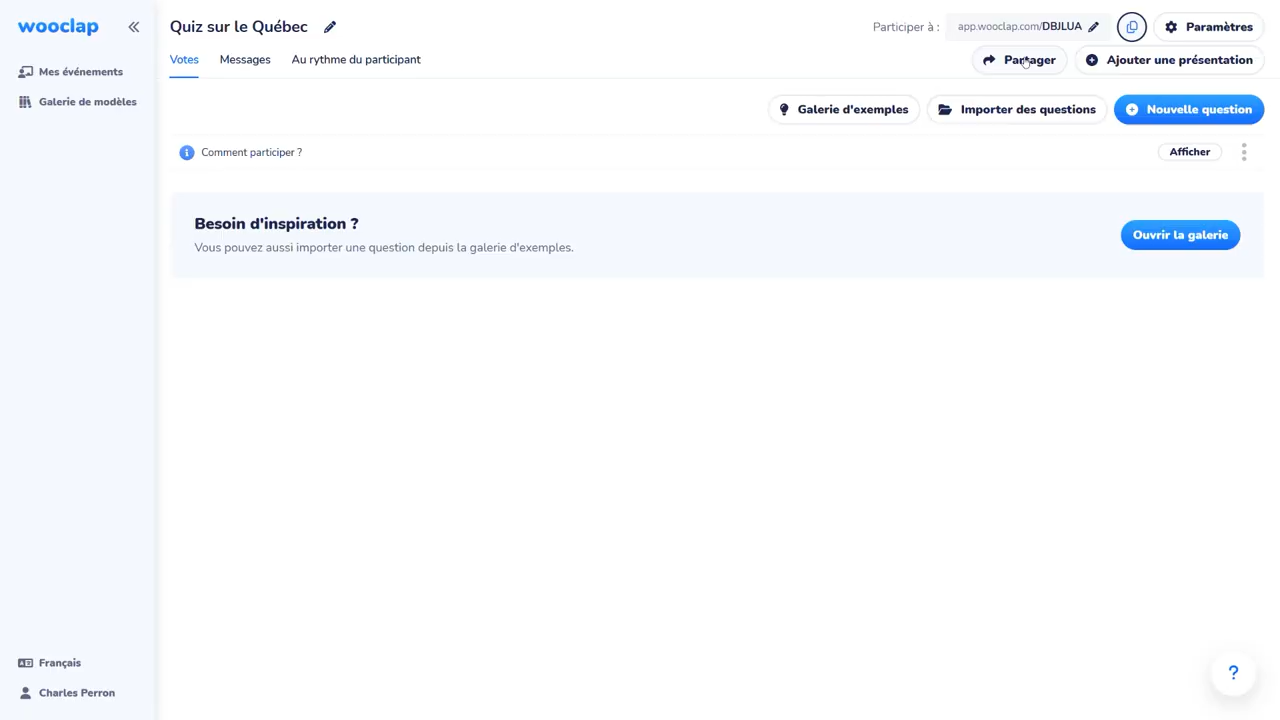 wooclap
Mes événements
Galerie de modèles
Français
Charles Perron
Quiz sur le Québec
Participer à :
app.wooclap.com/DBJLUA
Paramètres
Votes
Messages
Au rythme du participant
Partager
Ajouter une présentation
Galerie d'exemples
Importer des questions
Nouvelle question
Comment participer ?
Afficher
Besoin d'inspiration ?
Vous pouvez aussi importer une question depuis la galerie d'exemples.
Ouvrir la galerie
?